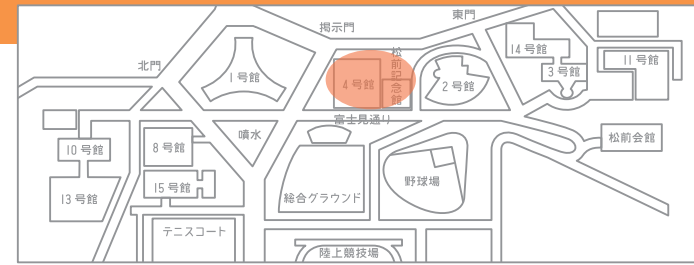 東門
掲示門
北門
14号館
11号館
3号館
1号館
4号館
松前記念館
2号館
富士見通り
噴水
松前会館
10号館
8号館
13号館
15号館
総合グラウンド
野球場
テニスコート
陸上競技場